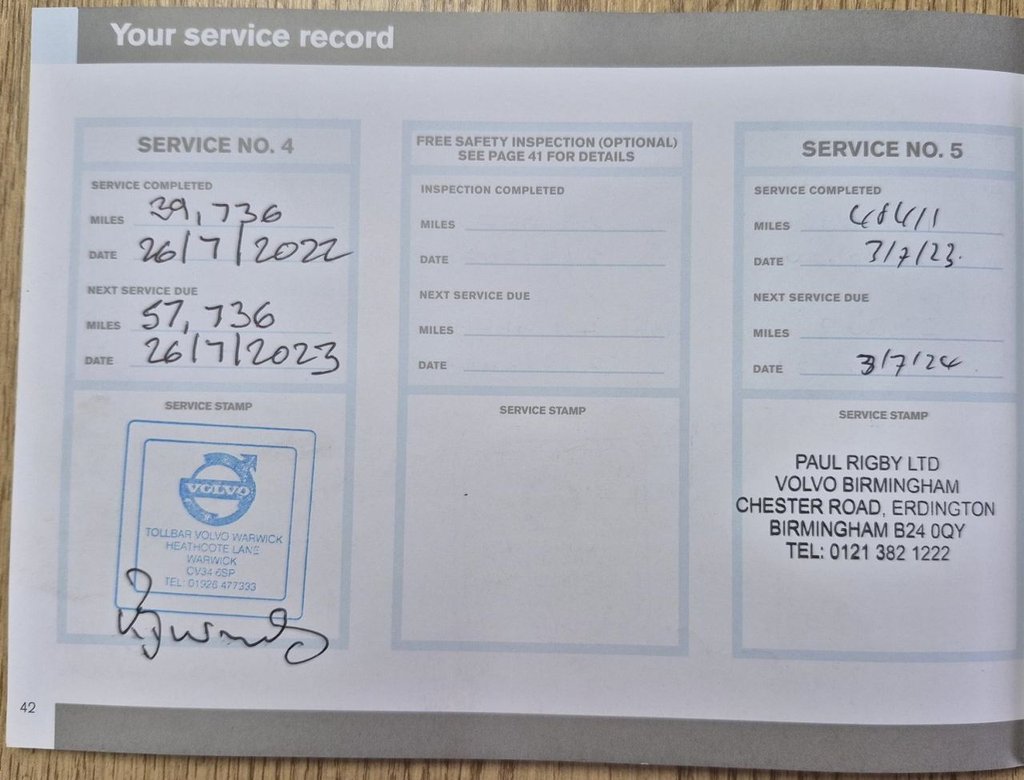 Your service record
SERVICE NO. 4
SERVICE COMPLETED
MILES 39,736
DATE 26/7/2022
NEXT SERVICE DUE
MILES 57,736
DATE 26/7/2023
SERVICE STAMP
VOLVO
TOLLBAR VOLVO WARWICK
HEATHCOTE LANE
WARWICK
CV34 6SP
TEL: 01926 477333
FREE SAFETY INSPECTION (OPTIONAL)
SEE PAGE 41 FOR DETAILS
INSPECTION COMPLETED
MILES
DATE
NEXT SERVICE DUE
MILES
DATE
SERVICE STAMP
SERVICE NO. 5
SERVICE COMPLETED
MILES 48411
DATE 3/7/23.
NEXT SERVICE DUE
MILES
DATE 3/7/24
SERVICE STAMP
PAUL RIGBY LTD
VOLVO BIRMINGHAM
CHESTER ROAD, ERDINGTON
BIRMINGHAM B24 0QY
TEL: 0121 382 1222
42